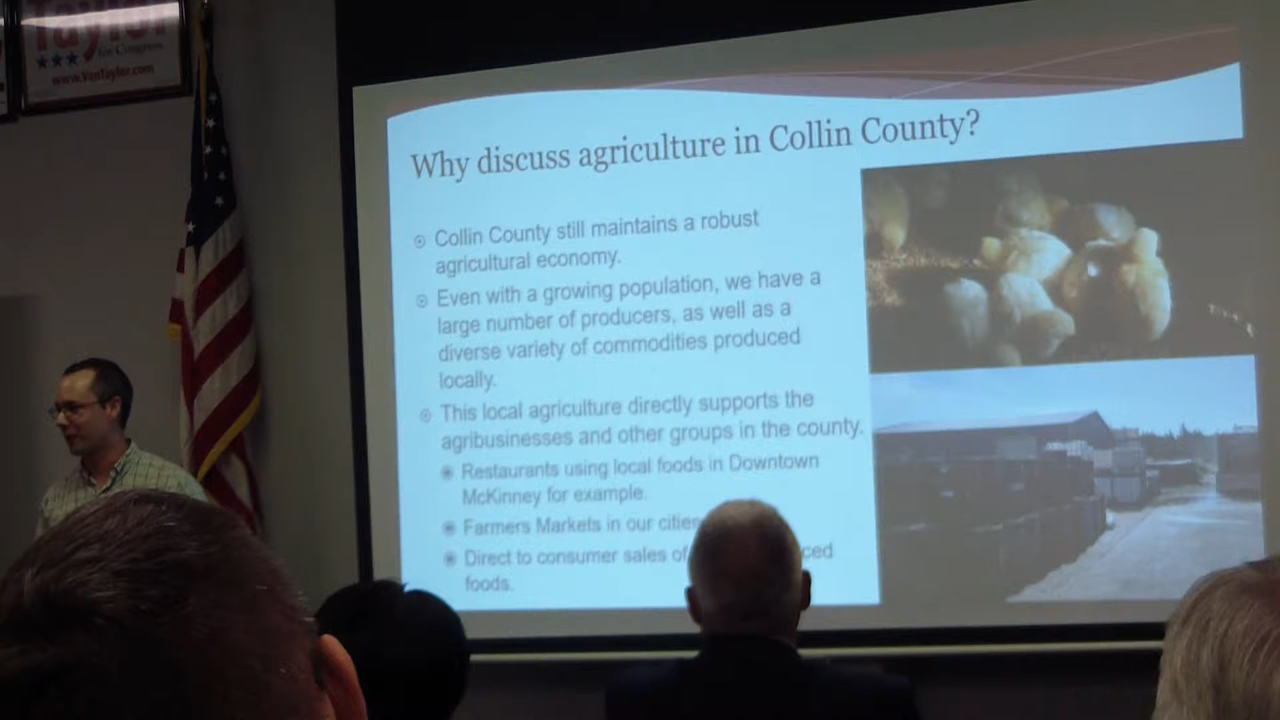 Taylor
for Congress
www.VanTaylor.com
Why discuss agriculture in Collin County?
Collin County still maintains a robust
agricultural economy.
Even with a growing population, we have a
large number of producers, as well as a
diverse variety of commodities produced
locally.
This local agriculture directly supports the
agribusinesses and other groups in the county.
Restaurants using local foods in Downtown
McKinney for example.
Farmers Markets in our cities
Direct to consumer sales of ced
foods.